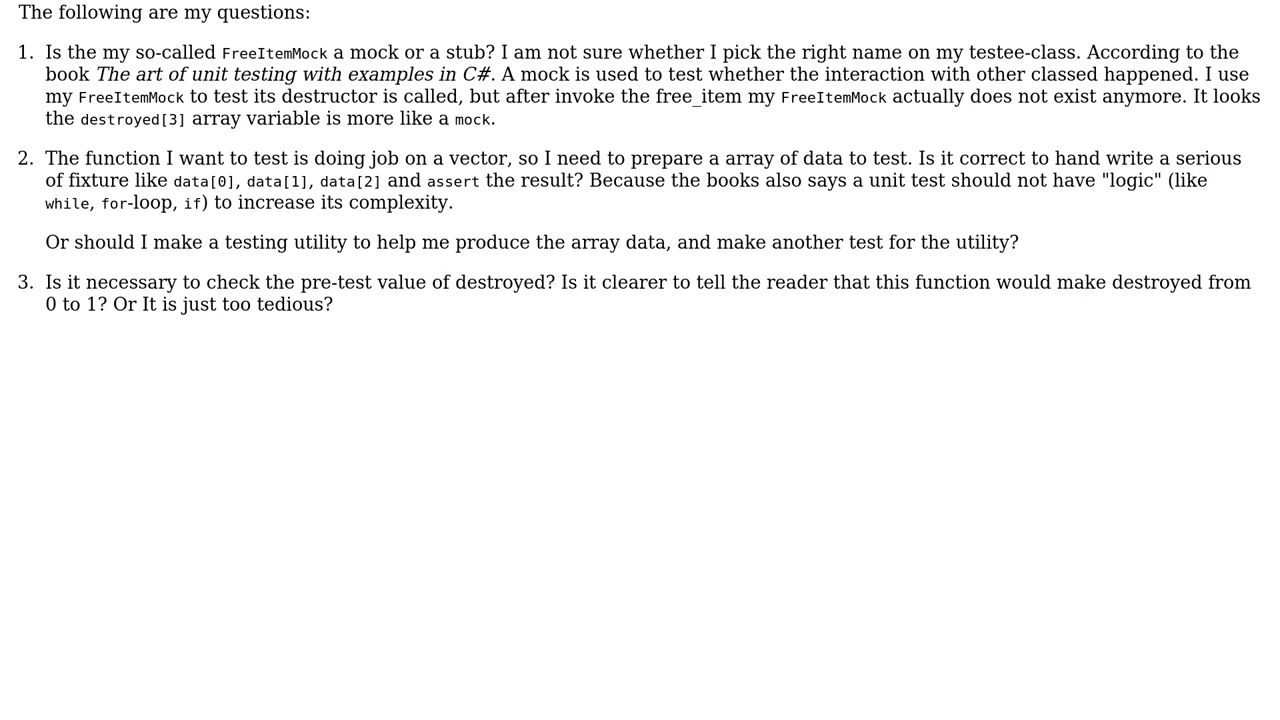 The following are my questions:
1. Is the my so-called FreeItemMock a mock or a stub? I am not sure whether I pick the right name on my testee-class. According to the
book The art of unit testing with examples in C#. A mock is used to test whether the interaction with other classed happened. I use
my FreeItemMock to test its destructor is called, but after invoke the free_item my FreeItemMock actually does not exist anymore. It looks
the destroyed[3] array variable is more like a mock.
2. The function I want to test is doing job on a vector, so I need to prepare a array of data to test. Is it correct to hand write a serious
of fixture like data[0], data[1], data[2] and assert the result? Because the books also says a unit test should not have "logic" (like
while, for-loop, if) to increase its complexity.
Or should I make a testing utility to help me produce the array data, and make another test for the utility?
3. Is it necessary to check the pre-test value of destroyed? Is it clearer to tell the reader that this function would make destroyed from
0 to 1? Or It is just too tedious?